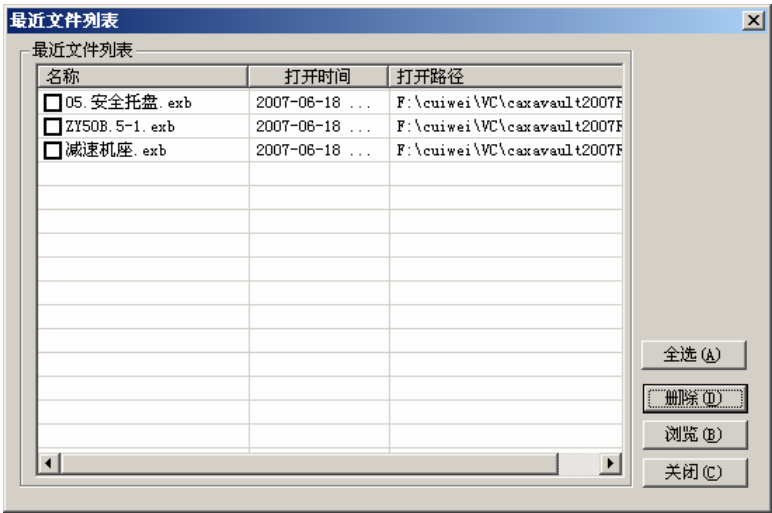 最近文件列表
最近文件列表
名称 打开时间 打开路径
05.安全托盘.exb 2007-06-18 ... F:\cuiwei\VC\caxavault2007R
ZY50B.5-1.exb 2007-06-18 ... F:\cuiwei\VC\caxavault2007R
减速机座.exb 2007-06-18 ... F:\cuiwei\VC\caxavault2007R
全选(A)
删除(D)
浏览(B)
关闭(C)